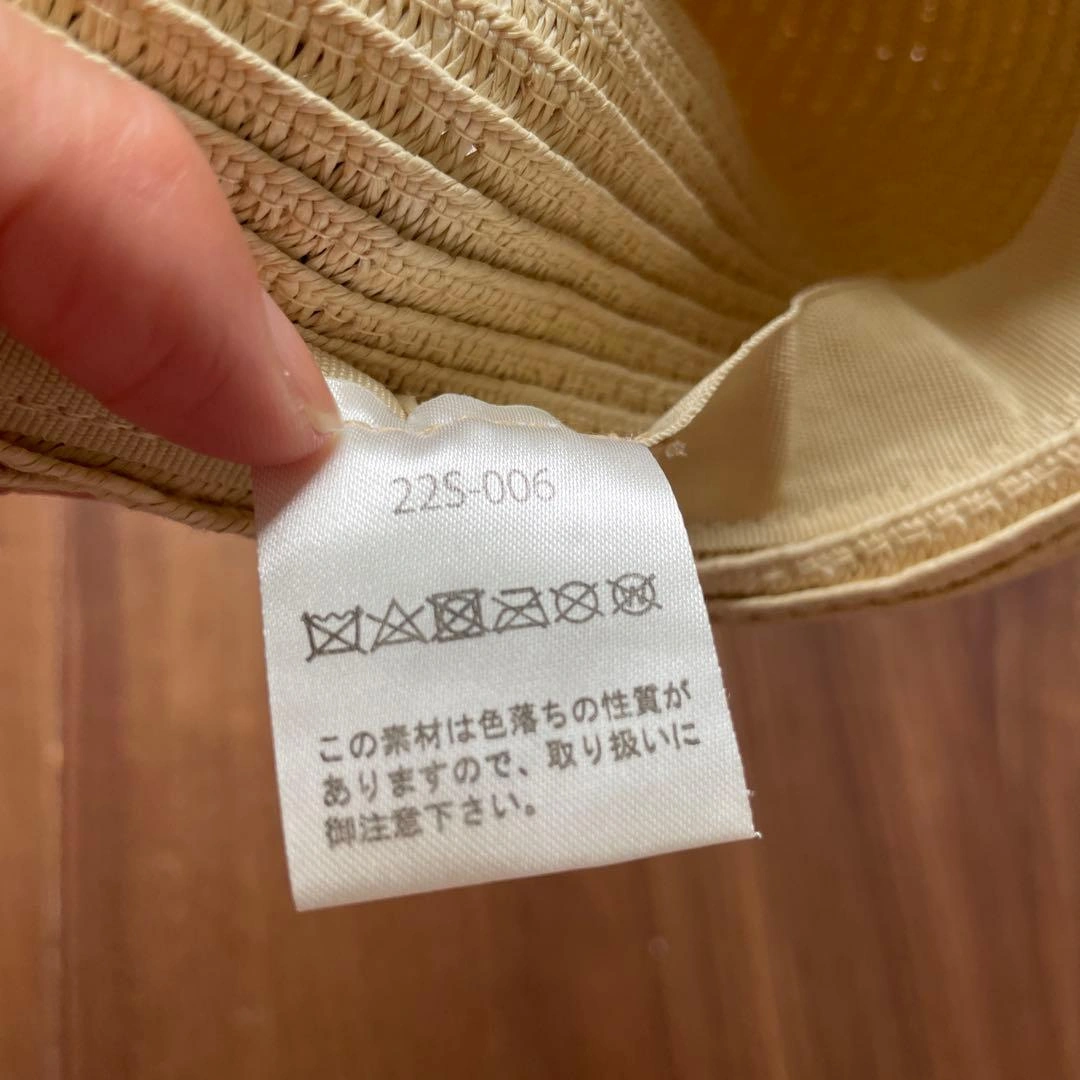 22S-006
この素材は色落ちの性質が
ありますので、取り扱いに
御注意下さい。